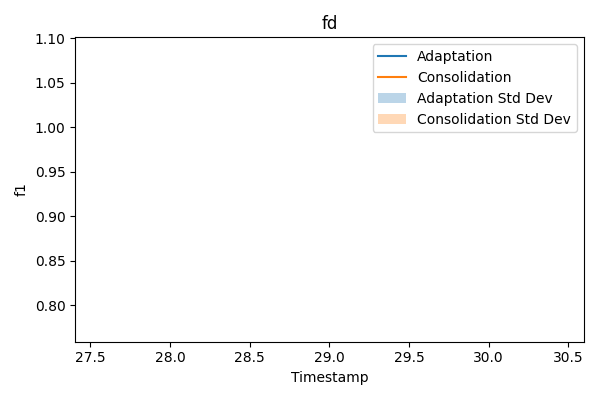 fd
1.10
1.05
1.00
0.95
0.90
0.85
0.80
f1
Adaptation
Consolidation
Adaptation Std Dev
Consolidation Std Dev
27.5 28.0 28.5 29.0 29.5 30.0 30.5
Timestamp